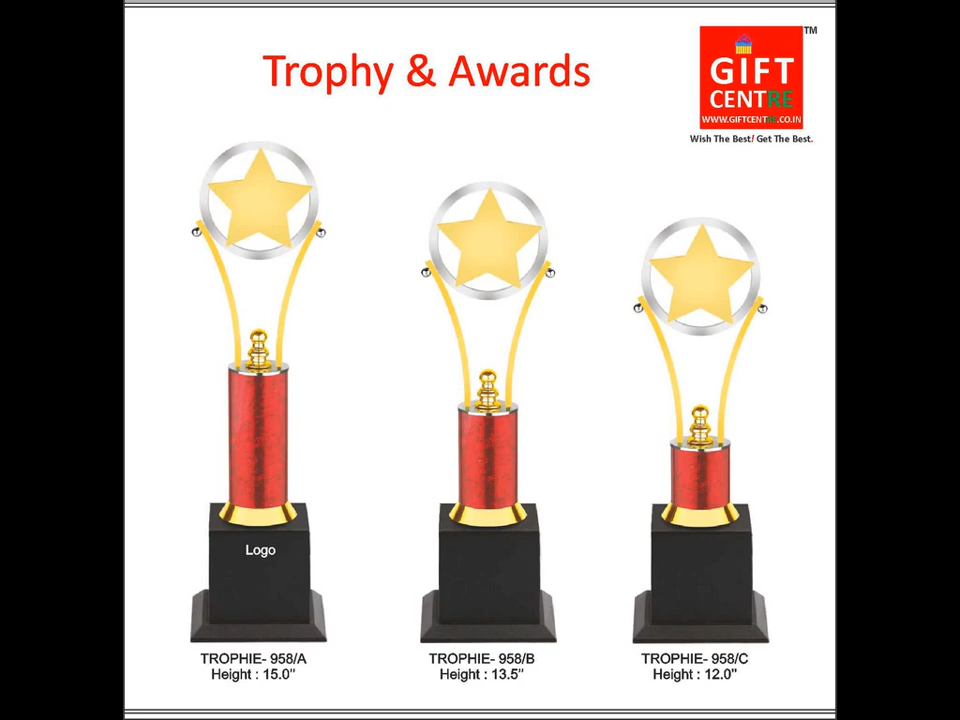 Trophy & Awards
TM
GIFT
CENTRE
WWW.GIFTCENTRE.CO.IN
Wish The Best! Get The Best.
Logo
TROPHIE- 958/A
Height : 15.0"
TROPHIE- 958/B
Height : 13.5"
TROPHIE- 958/C
Height : 12.0"